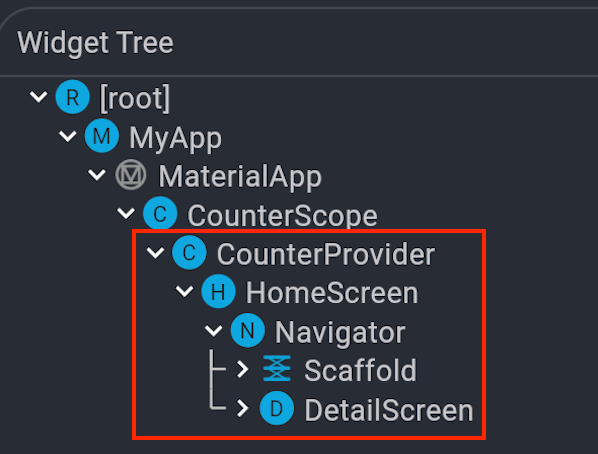 Widget Tree
R [root]
M MyApp
MaterialApp
C CounterScope
C CounterProvider
H HomeScreen
N Navigator
Scaffold
D DetailScreen